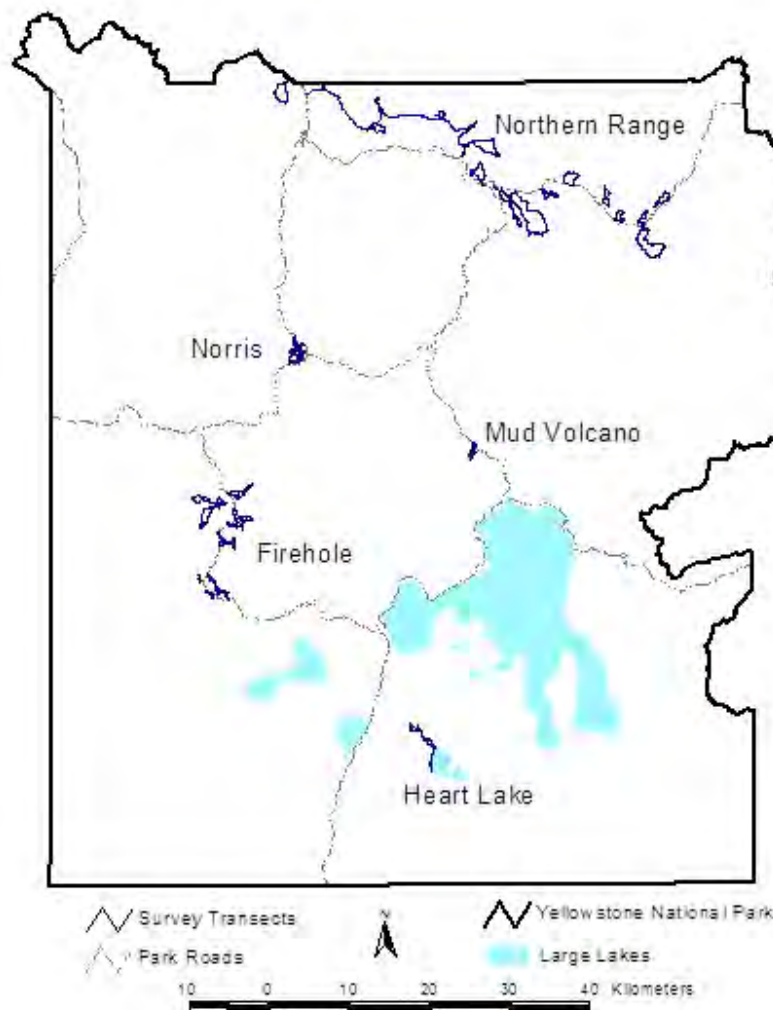 Northern Range
Norris
Mud Volcano
Firehole
Heart Lake
Survey Transects
N
Yellowstone National Park
Park Roads
Large Lakes
10 0 10 20 30 40 Kilometers